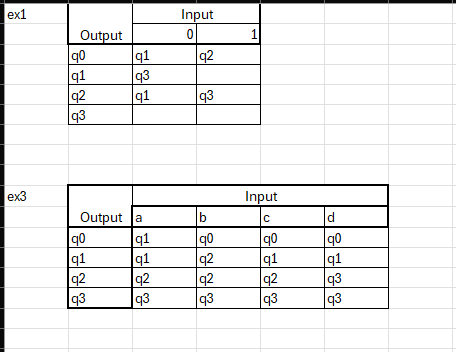 ex1 Input
Output 0 1
q0 q1 q2
q1 q3
q2 q1 q3
q3
ex3 Input
Output a b c d
q0 q1 q0 q0 q0
q1 q1 q2 q1 q1
q2 q2 q2 q2 q3
q3 q3 q3 q3 q3